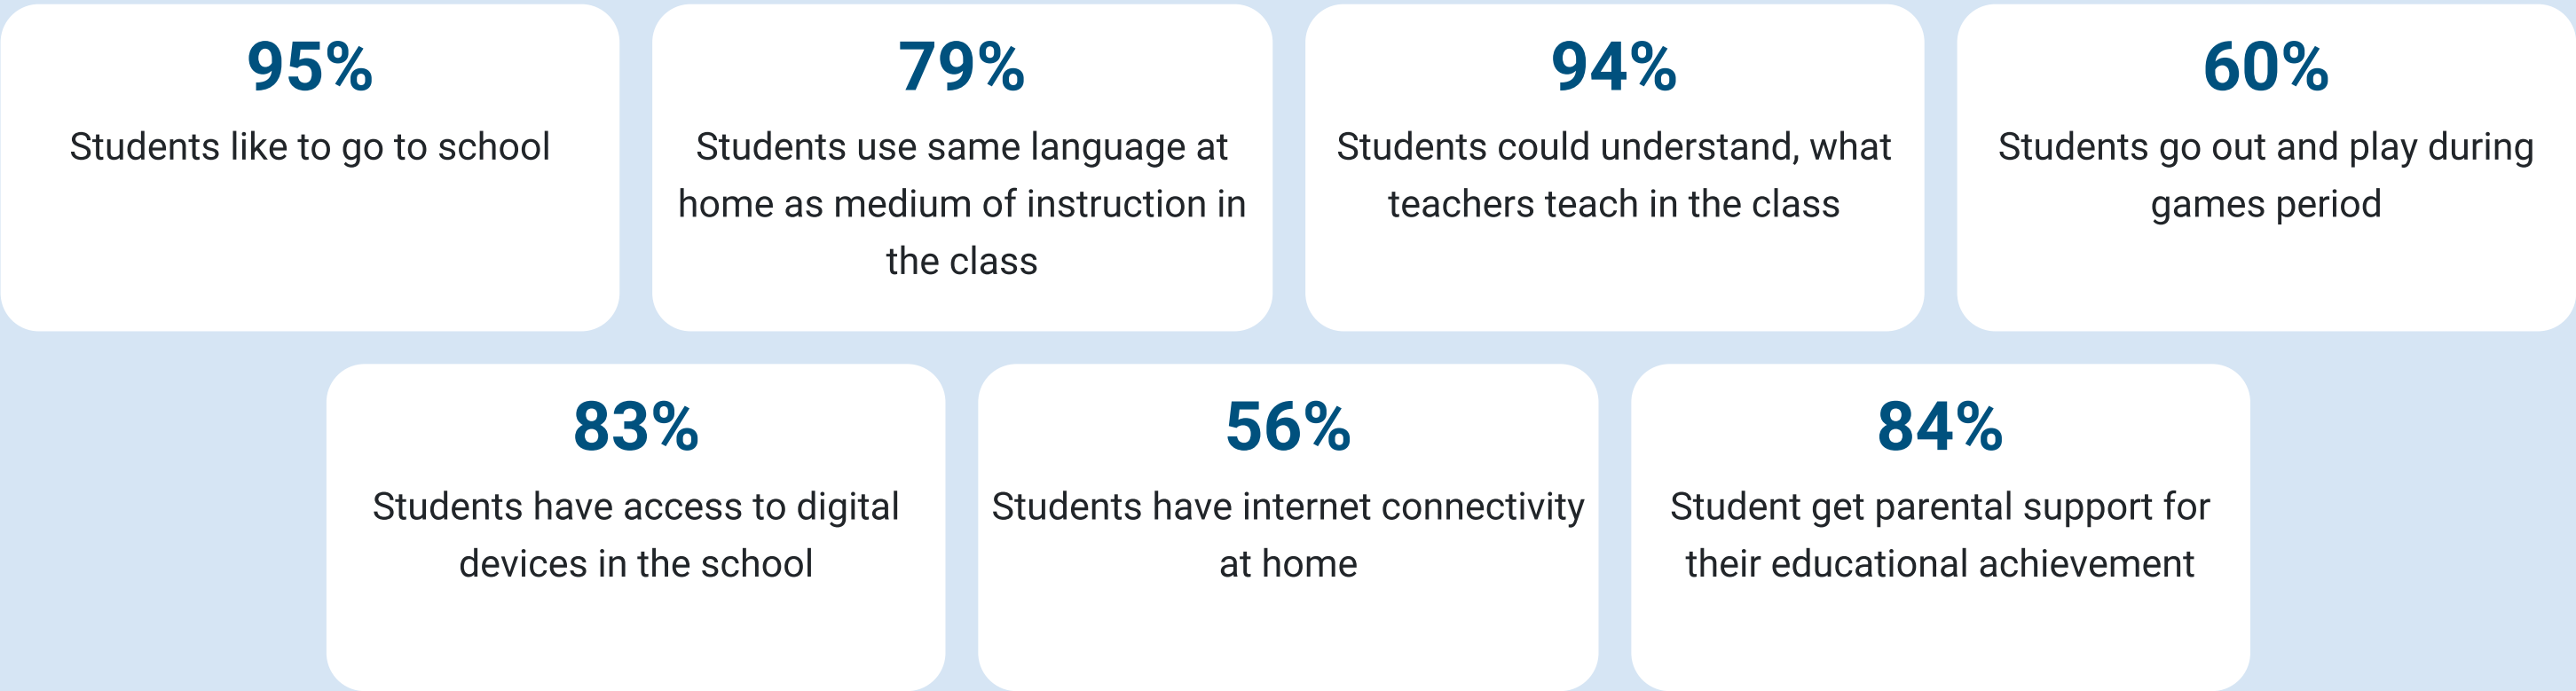 95%
Students like to go to school
79%
Students use same language at
home as medium of instruction in
the class
94%
Students could understand, what
teachers teach in the class
60%
Students go out and play during
games period
83%
Students have access to digital
devices in the school
56%
Students have internet connectivity
at home
84%
Student get parental support for
their educational achievement